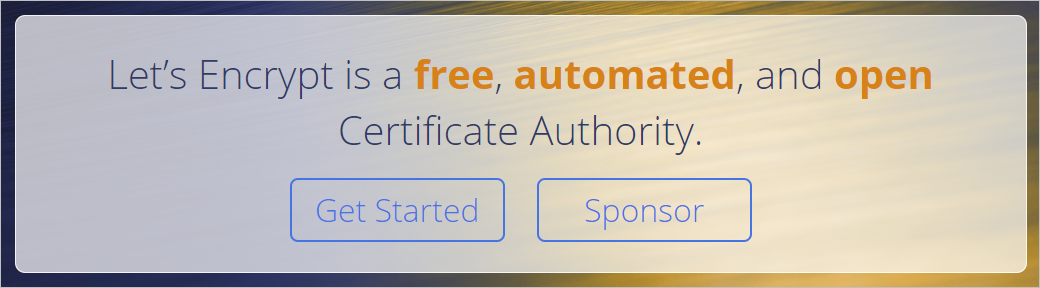 Let’s Encrypt is a free, automated, and open
Certificate Authority.
Get Started
Sponsor